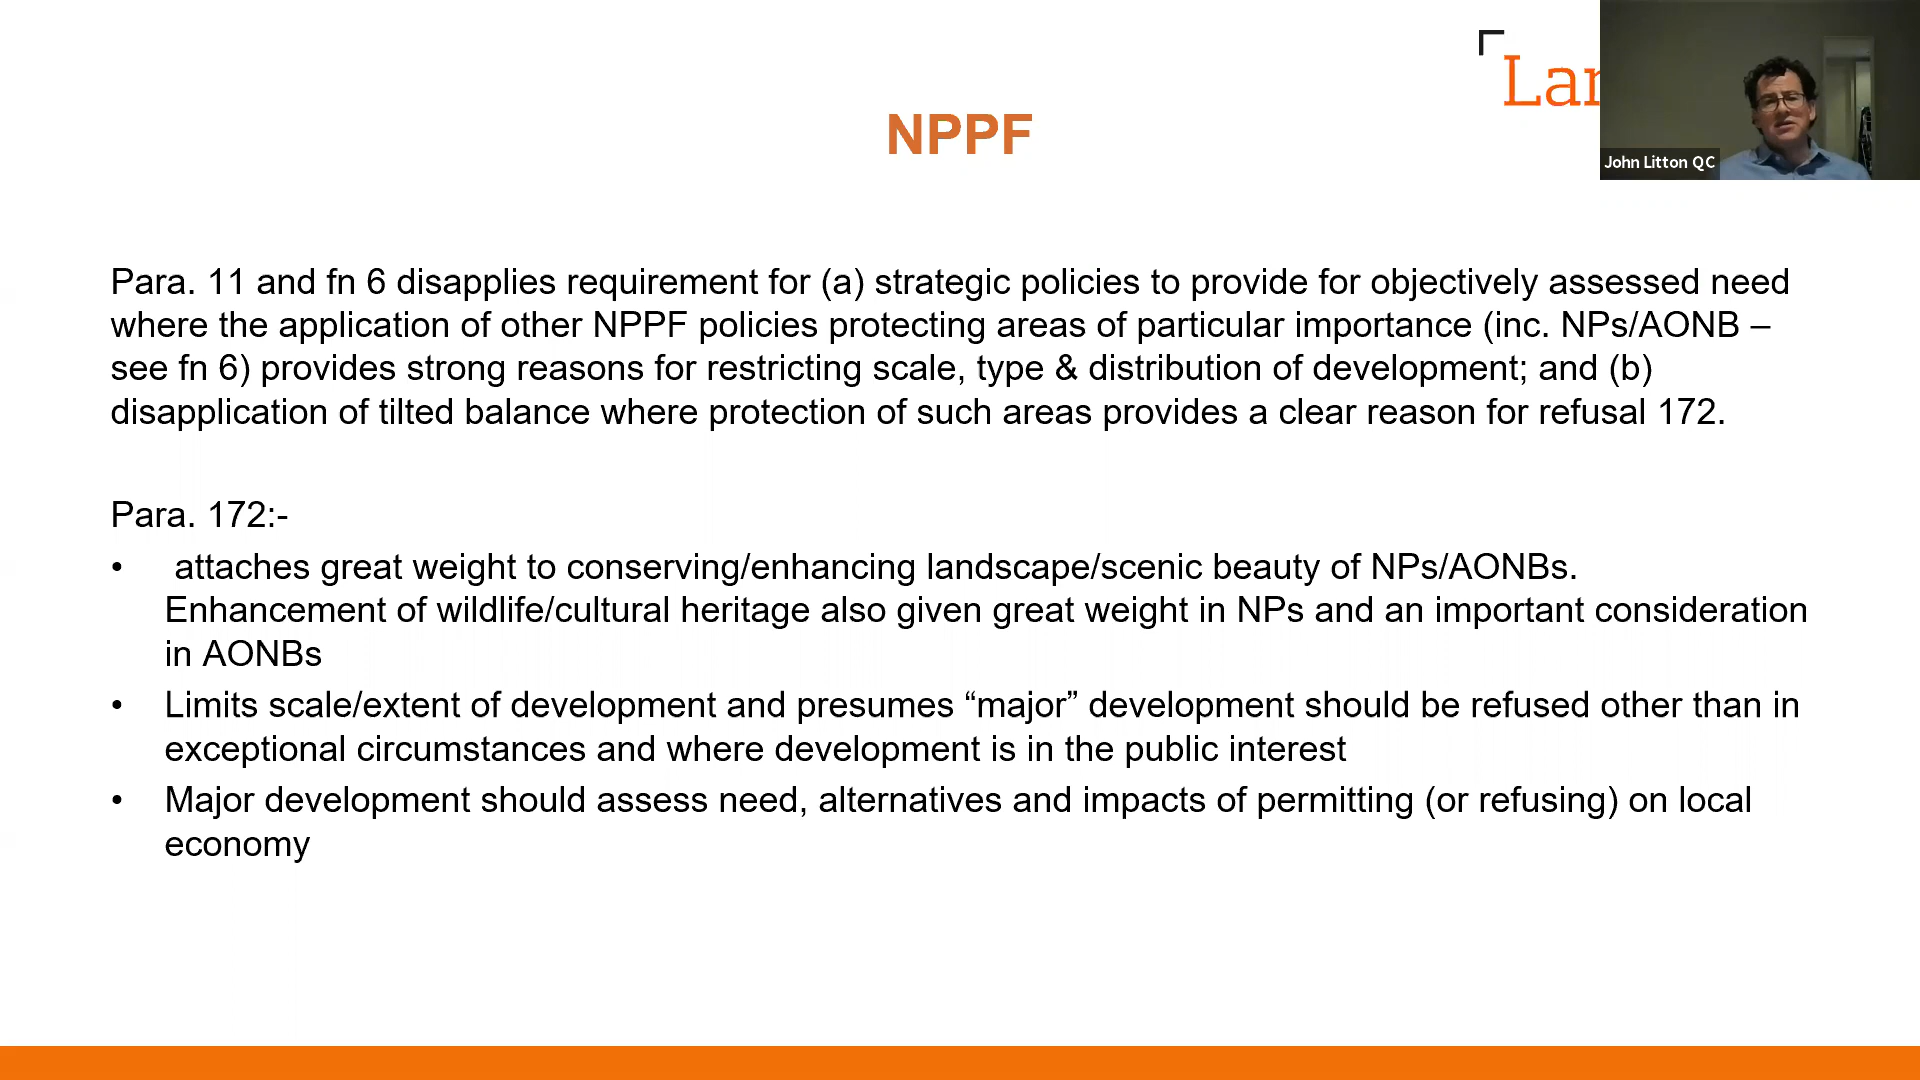 Lan
John Litton QC
NPPF
Para. 11 and fn 6 disapplies requirement for (a) strategic policies to provide for objectively assessed need
where the application of other NPPF policies protecting areas of particular importance (inc. NPs/AONB –
see fn 6) provides strong reasons for restricting scale, type & distribution of development; and (b)
disapplication of tilted balance where protection of such areas provides a clear reason for refusal 172.
Para. 172:-
• attaches great weight to conserving/enhancing landscape/scenic beauty of NPs/AONBs.
Enhancement of wildlife/cultural heritage also given great weight in NPs and an important consideration
in AONBs
• Limits scale/extent of development and presumes “major” development should be refused other than in
exceptional circumstances and where development is in the public interest
• Major development should assess need, alternatives and impacts of permitting (or refusing) on local
economy